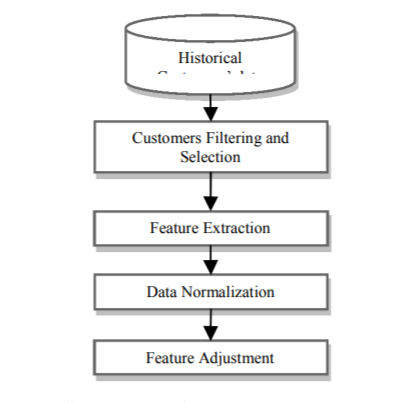 Historical
Customers Filtering and
Selection
Feature Extraction
Data Normalization
Feature Adjustment